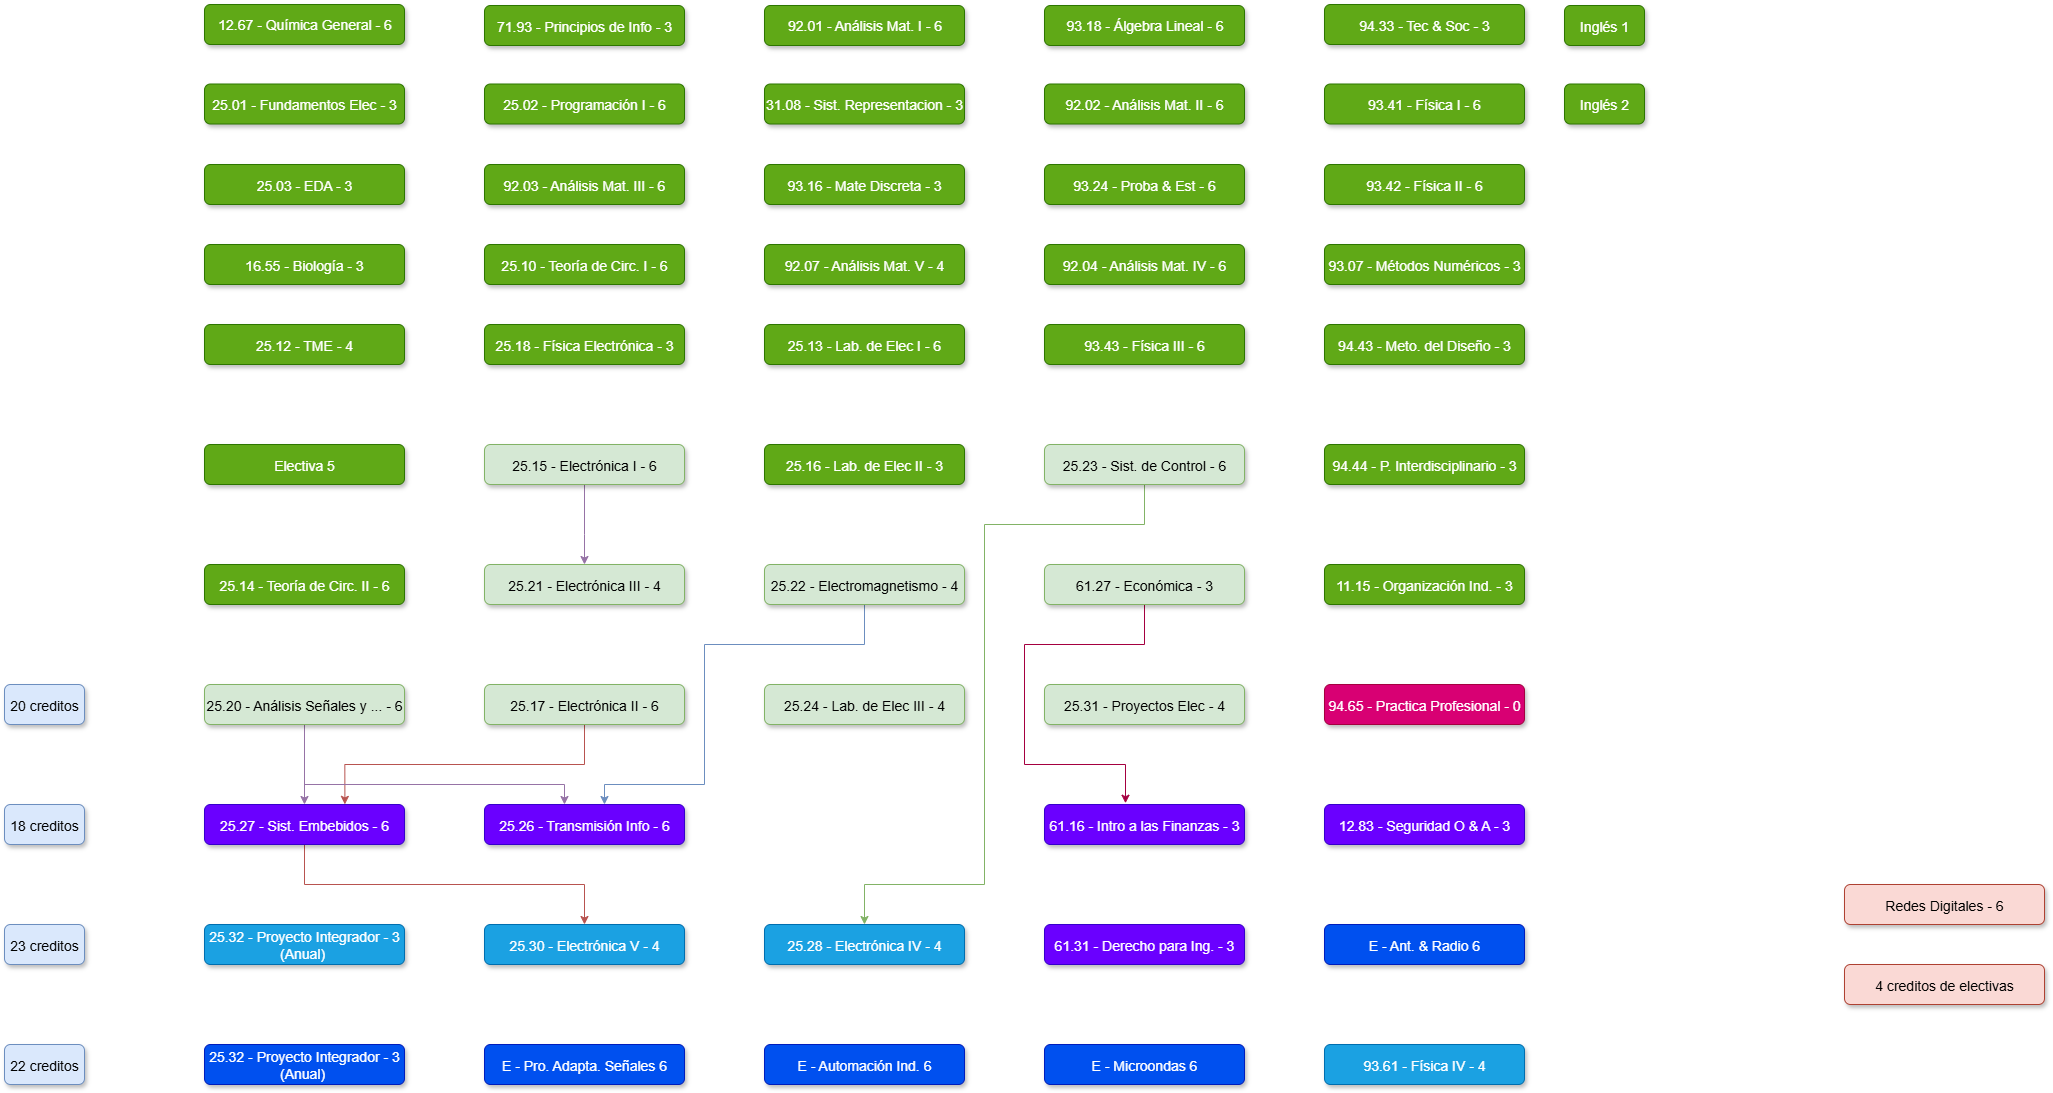 12.67 - Química General - 6
71.93 - Principios de Info - 3
92.01 - Análisis Mat. I - 6
93.18 - Álgebra Lineal - 6
94.33 - Tec & Soc - 3
Inglés 1
25.01 - Fundamentos Elec - 3
25.02 - Programación I - 6
31.08 - Sist. Representacion - 3
92.02 - Análisis Mat. II - 6
93.41 - Física I - 6
Inglés 2
25.03 - EDA - 3
92.03 - Análisis Mat. III - 6
93.16 - Mate Discreta - 3
93.24 - Proba & Est - 6
93.42 - Física II - 6
16.55 - Biología - 3
25.10 - Teoría de Circ. I - 6
92.07 - Análisis Mat. V - 4
92.04 - Análisis Mat. IV - 6
93.07 - Métodos Numéricos - 3
25.12 - TME - 4
25.18 - Física Electrónica - 3
25.13 - Lab. de Elec I - 6
93.43 - Física III - 6
94.43 - Meto. del Diseño - 3
Electiva 5
25.15 - Electrónica I - 6
25.16 - Lab. de Elec II - 3
25.23 - Sist. de Control - 6
94.44 - P. Interdisciplinario - 3
25.14 - Teoría de Circ. II - 6
25.21 - Electrónica III - 4
25.22 - Electromagnetismo - 4
61.27 - Económica - 3
11.15 - Organización Ind. - 3
20 creditos
25.20 - Análisis Señales y ... - 6
25.17 - Electrónica II - 6
25.24 - Lab. de Elec III - 4
25.31 - Proyectos Elec - 4
94.65 - Practica Profesional - 0
18 creditos
25.27 - Sist. Embebidos - 6
25.26 - Transmisión Info - 6
61.16 - Intro a las Finanzas - 3
12.83 - Seguridad O & A - 3
Redes Digitales - 6
23 creditos
25.32 - Proyecto Integrador - 3
(Anual)
25.30 - Electrónica V - 4
25.28 - Electrónica IV - 4
61.31 - Derecho para Ing. - 3
E - Ant. & Radio 6
4 creditos de electivas
22 creditos
25.32 - Proyecto Integrador - 3
(Anual)
E - Pro. Adapta. Señales 6
E - Automación Ind. 6
E - Microondas 6
93.61 - Física IV - 4